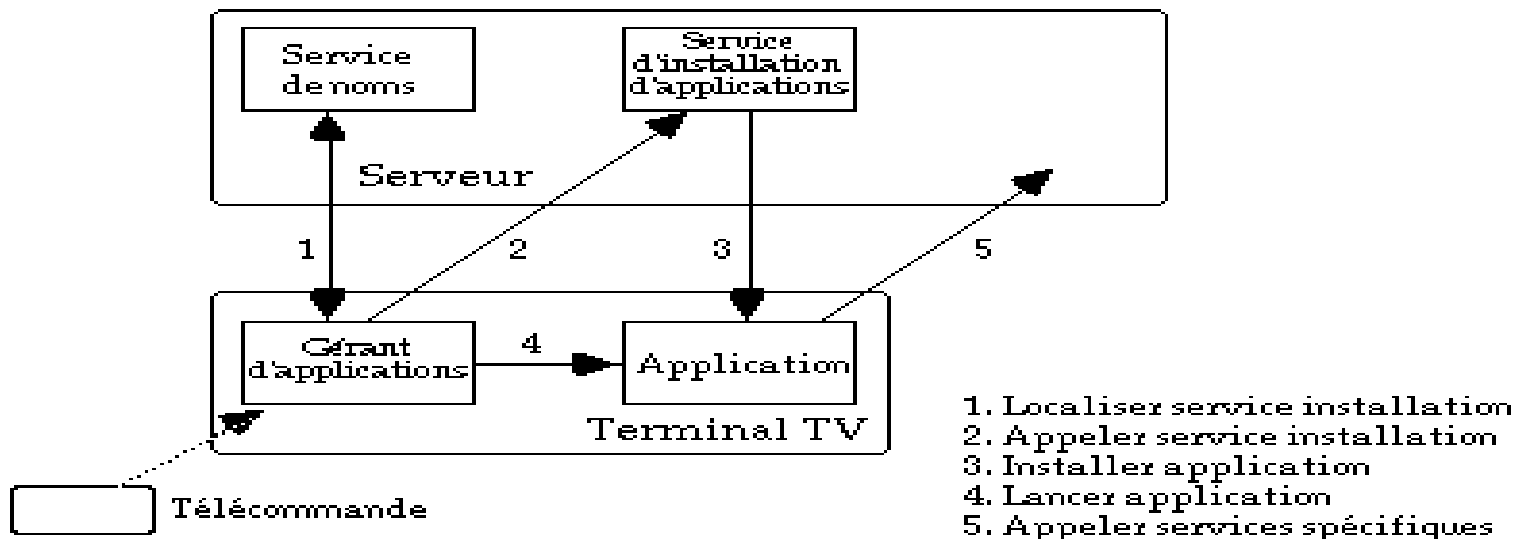 Service
de noms
Service
d'installation
d'applications
Serveur
1
2
3
5
Gérant
d'applications
4
Application
Terminal TV
Télécommande
1. Localiser service installation
2. Appeler service installation
3. Installer application
4. Lancer application
5. Appeler services spécifiques